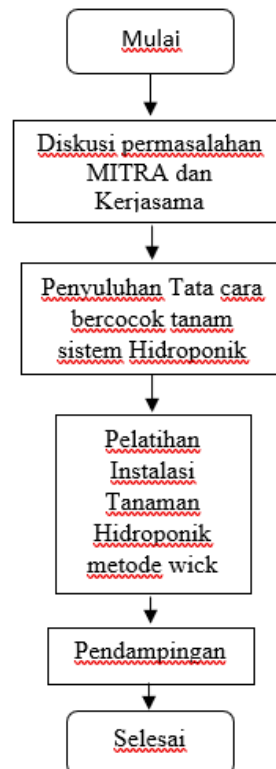 Mulai
Diskusi permasalahan
MITRA dan
Kerjasama
Penyuluhan Tata cara
bercocok tanam
sistem Hidroponik
Pelatihan
Instalasi
Tanaman
Hidroponik
metode wick
Pendampingan
Selesai